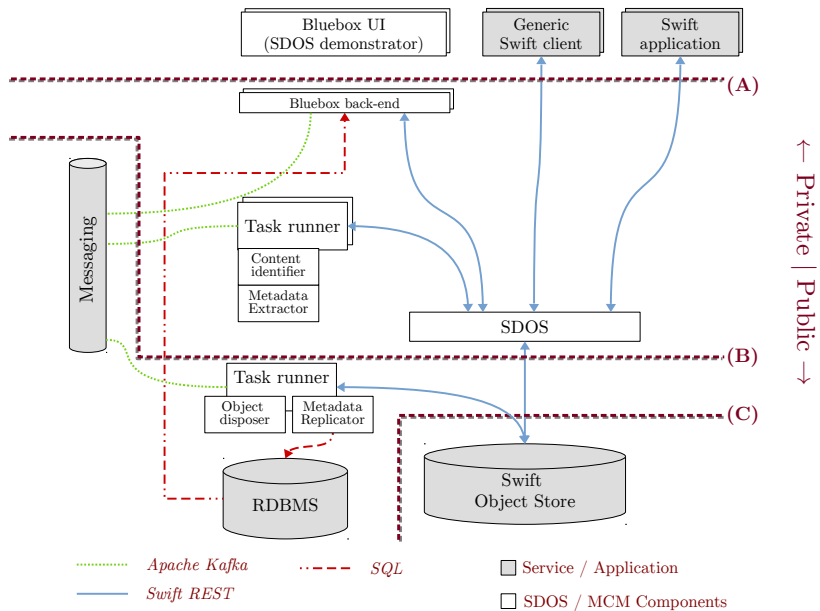 Bluebox UI
(SDOS demonstrator)
Generic
Swift client
Swift
application
(A)
Bluebox back-end
← Private | Public →
Messaging
Task runner
Content
identifier
Metadata
Extractor
SDOS
(B)
Task runner
Object
disposer
Metadata
Replicator
(C)
RDBMS
Swift
Object Store
Apache Kafka
SQL
Service / Application
Swift REST
SDOS / MCM Components